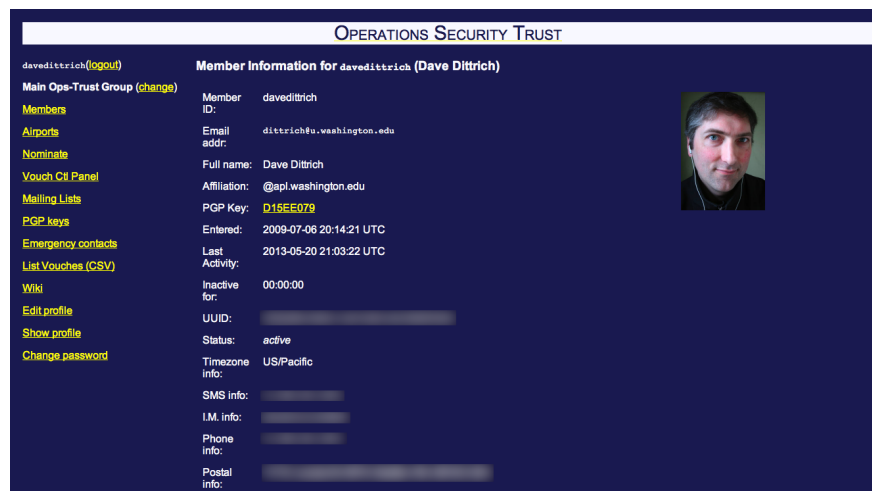 OPERATIONS SECURITY TRUST
davedittrich(logout)
Main Ops-Trust Group (change)
Members
Airports
Nominate
Vouch Ctl Panel
Mailing Lists
PGP keys
Emergency contacts
List Vouches (CSV)
Wiki
Edit profile
Show profile
Change password
Member Information for davedittrich (Dave Dittrich)
Member ID: davedittrich
Email addr: dittrich@u.washington.edu
Full name: Dave Dittrich
Affiliation: @apl.washington.edu
PGP Key: D15EE079
Entered: 2009-07-06 20:14:21 UTC
Last Activity: 2013-05-20 21:03:22 UTC
Inactive for: 00:00:00
UUID:
Status: active
Timezone info: US/Pacific
SMS info:
I.M. info:
Phone info:
Postal info: